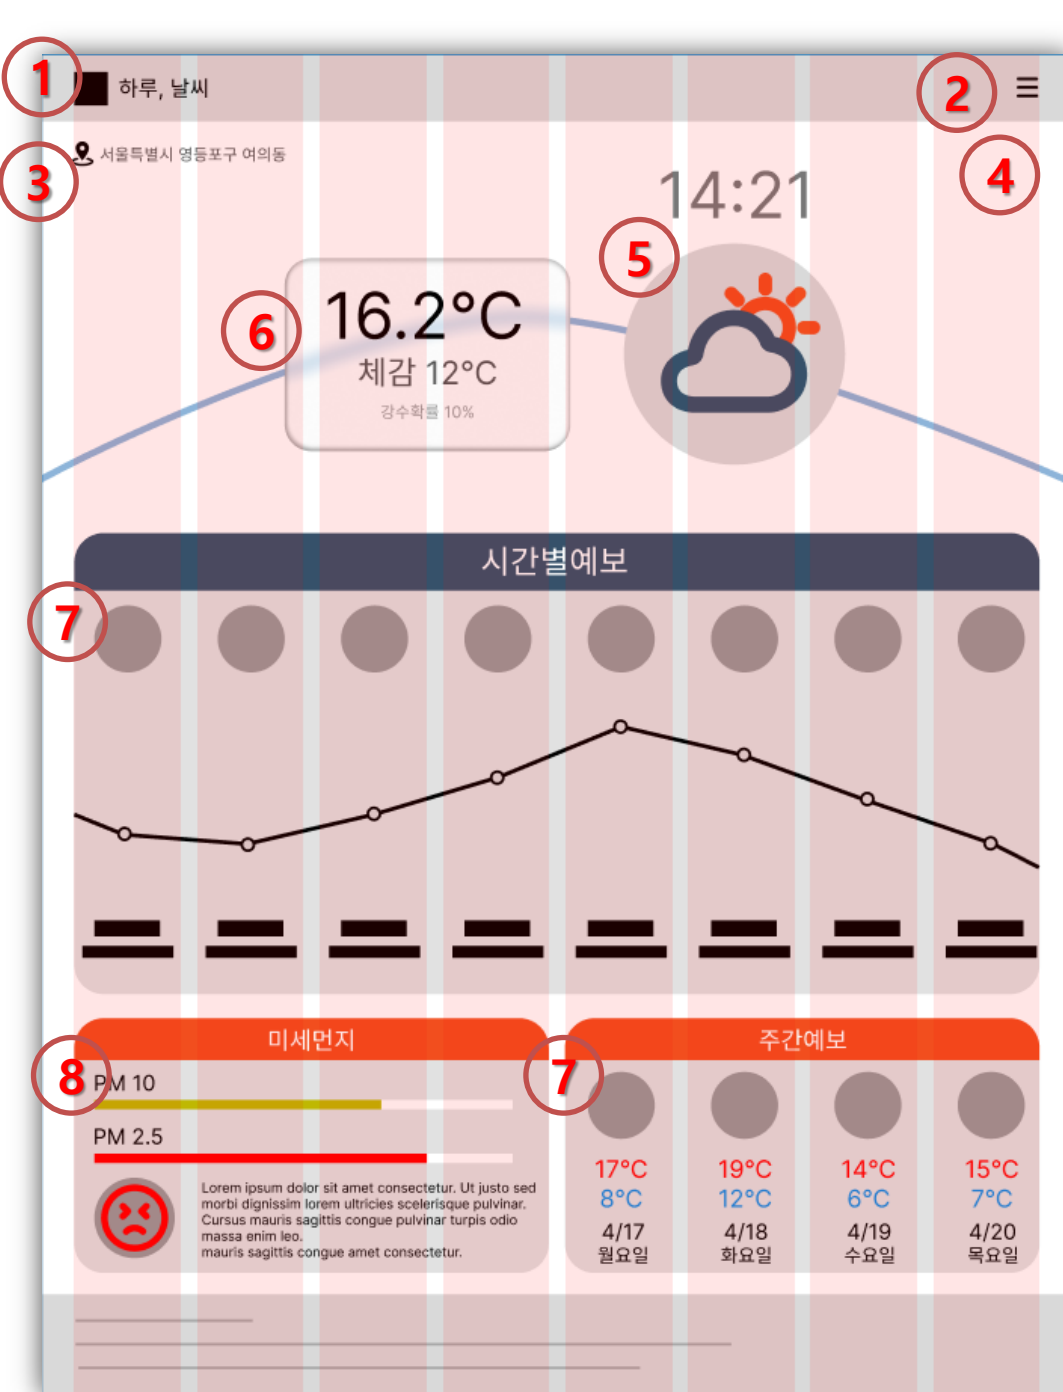 1
하루, 날씨
2
3
서울특별시 영등포구 여의동
4
14:21
5
6
16.2°C
체감 12°C
강수확률 10%
시간별예보
7
미세먼지
8
PM 10
PM 2.5
Lorem ipsum dolor sit amet consectetur. Ut justo sed
morbi dignissim lorem ultricies scelerisque pulvinar.
Cursus mauris sagittis congue pulvinar turpis odio
massa enim leo.
mauris sagittis congue amet consectetur.
주간예보
7
17°C 19°C 14°C 15°C
8°C 12°C 6°C 7°C
4/17 4/18 4/19 4/20
월요일 화요일 수요일 목요일